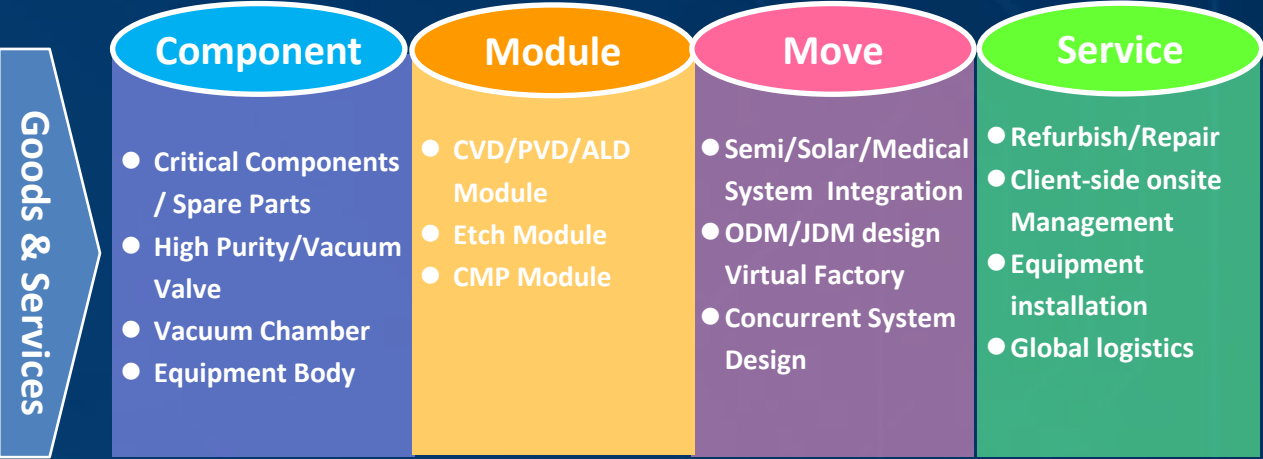 Goods & Services
Component
● Critical Components
/ Spare Parts
● High Purity/Vacuum
Valve
● Vacuum Chamber
● Equipment Body
Module
● CVD/PVD/ALD
Module
● Etch Module
● CMP Module
Move
● Semi/Solar/Medical
System Integration
● ODM/JDM design
Virtual Factory
● Concurrent System
Design
Service
● Refurbish/Repair
● Client-side onsite
Management
● Equipment
installation
● Global logistics